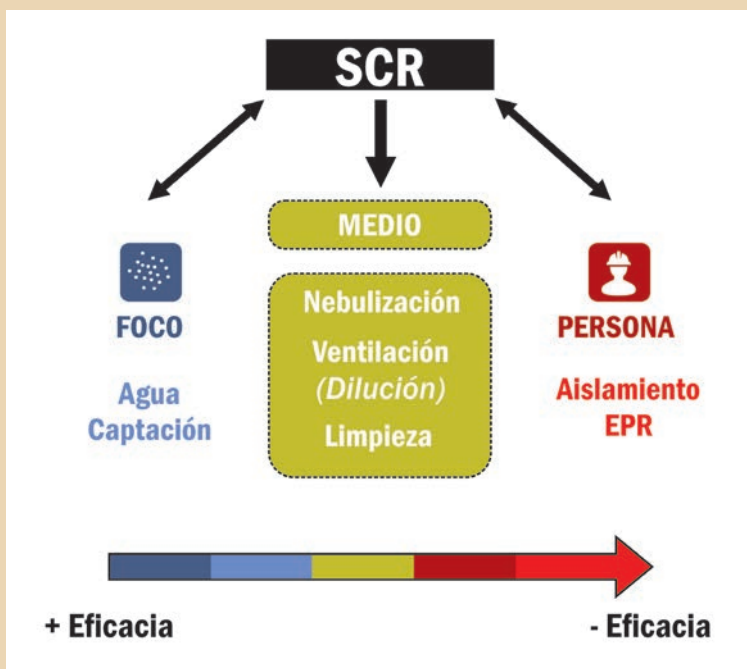 SCR
FOCO
Agua
Captación
MEDIO
Nebulización
Ventilación
(Dilución)
Limpieza
PERSONA
Aislamiento
EPR
+ Eficacia
- Eficacia